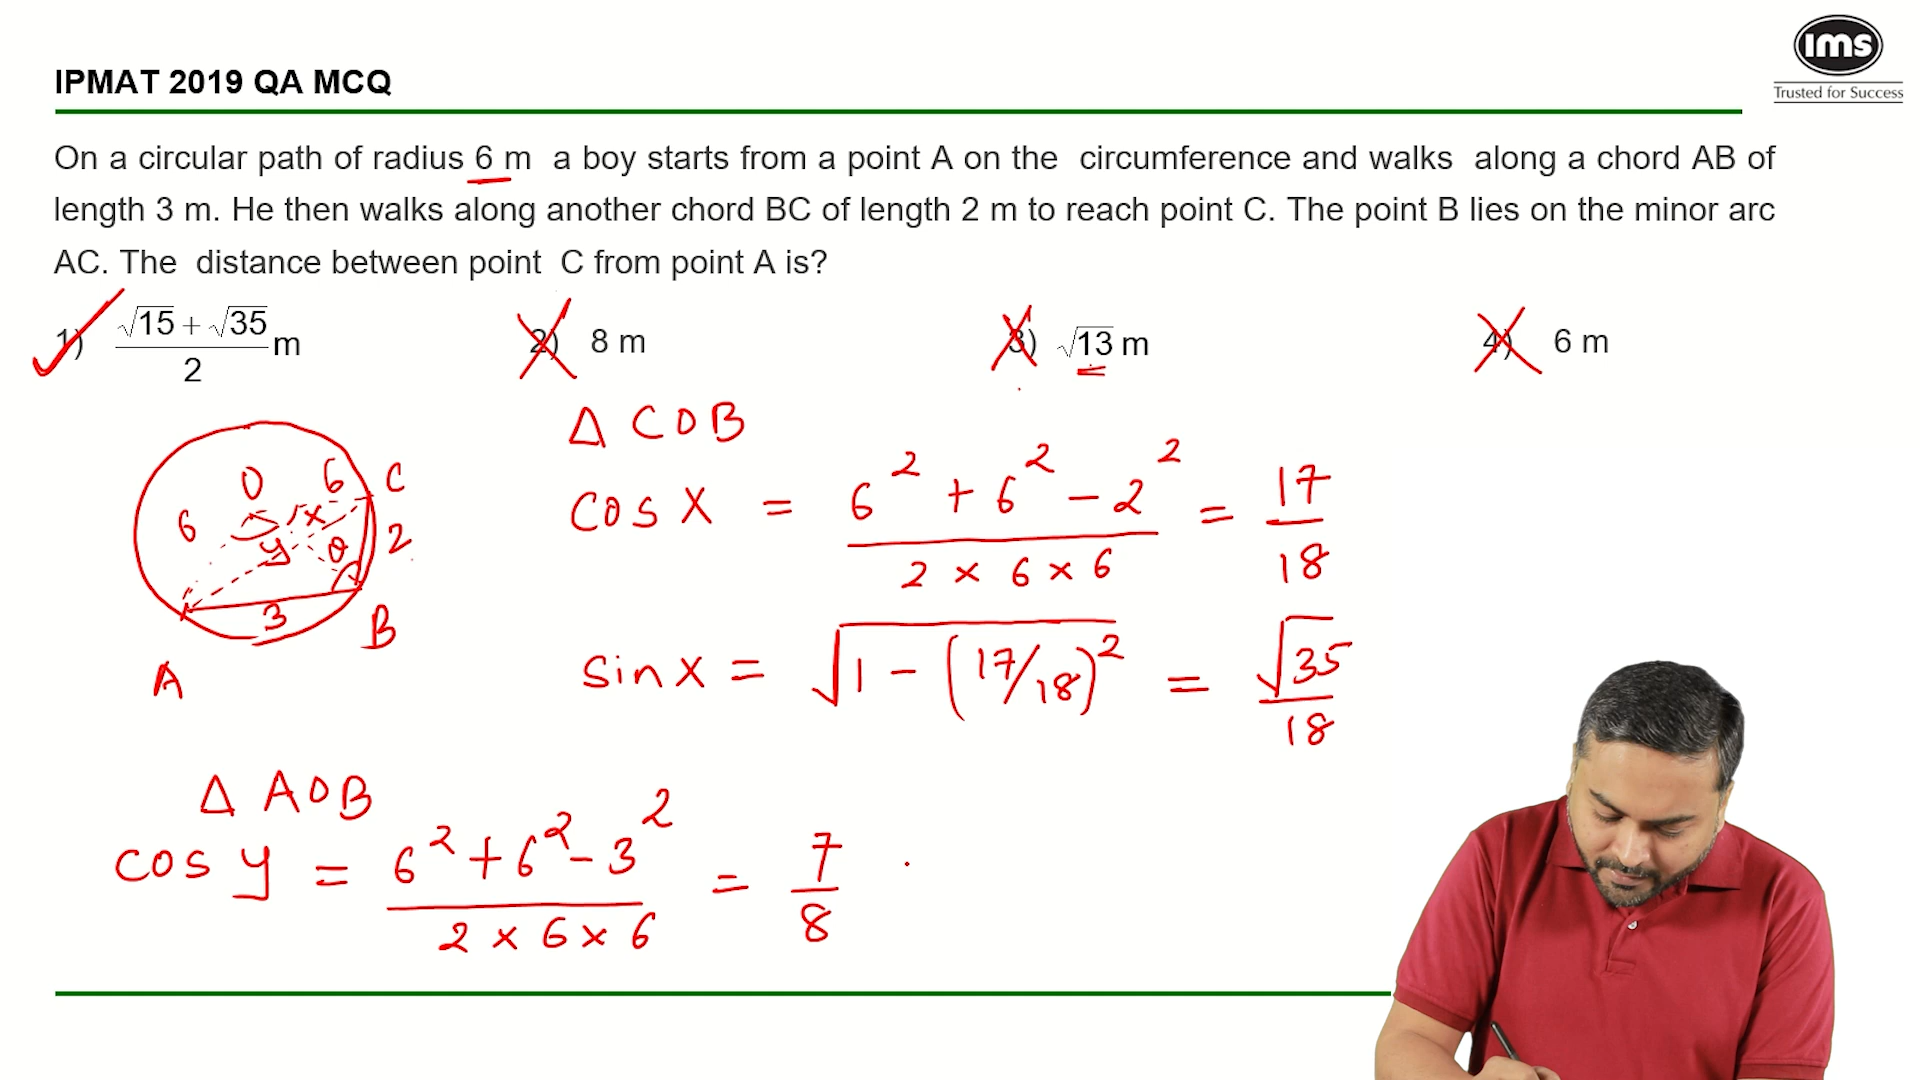 ims
Trusted for Success
IPMAT 2019 QA MCQ
On a circular path of radius 6 m a boy starts from a point A on the circumference and walks along a chord AB of
length 3 m. He then walks along another chord BC of length 2 m to reach point C. The point B lies on the minor arc
AC. The distance between point C from point A is?
1) (√15 + √35)/2 m 2) 8 m 3) √13 m 4) 6 m
O 6 C
6 x
y θ 2
3
B
A
Δ COB
cos x = (6² + 6² - 2²)/(2 × 6 × 6) = 17/18
sin x = √(1 - (17/18)²) = √35/18
Δ AOB
cos y = (6² + 6² - 3²)/(2 × 6 × 6) = 7/8